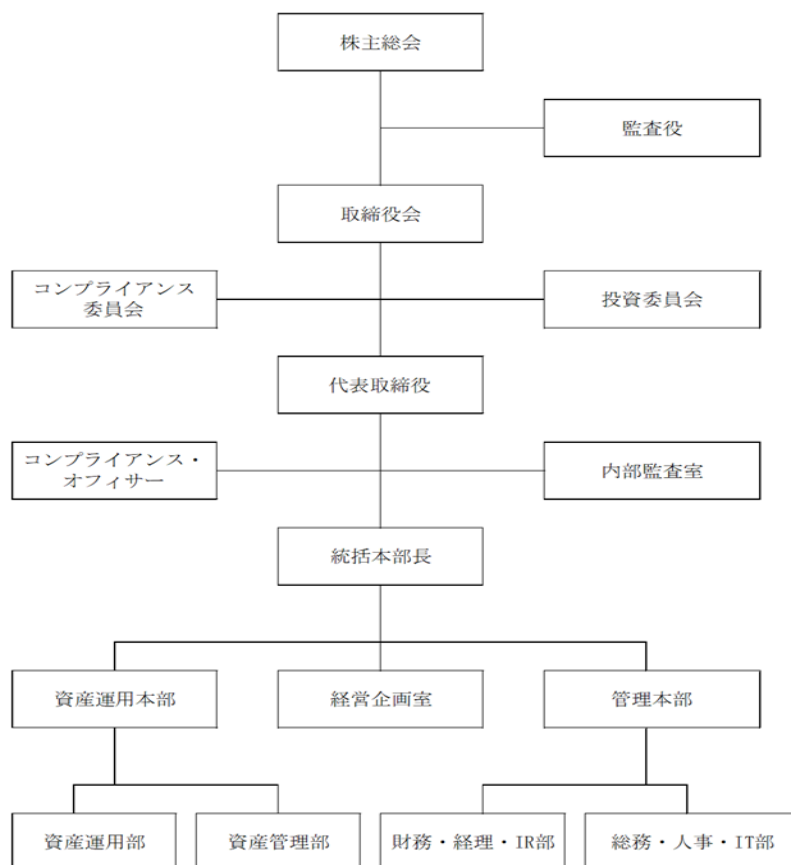 株主総会
監査役
取締役会
コンプライアンス
委員会
投資委員会
代表取締役
コンプライアンス・
オフィサー
内部監査室
統括本部長
資産運用本部
経営企画室
管理本部
資産運用部
資産管理部
財務・経理・IR部
総務・人事・IT部